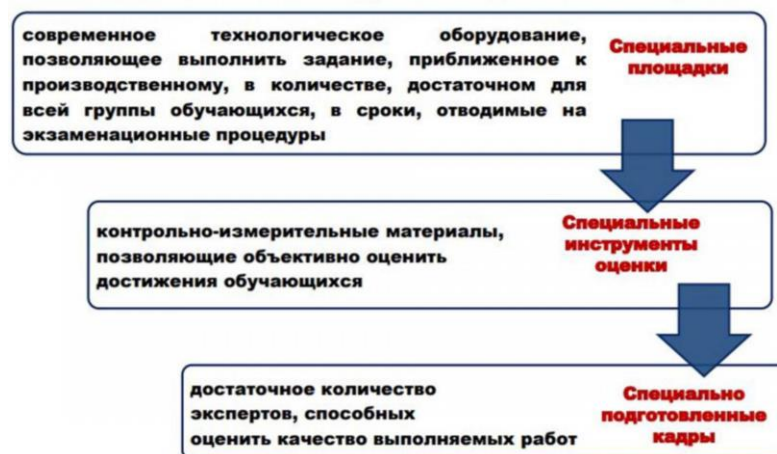 современное технологическое оборудование,
позволяющее выполнить задание, приближенное к
производственному, в количестве, достаточном для
всей группы обучающихся, в сроки, отводимые на
экзаменационные процедуры
Специальные
площадки
контрольно-измерительные материалы,
позволяющие объективно оценить
достижения обучающихся
Специальные
инструменты
оценки
достаточное количество
экспертов, способных
оценить качество выполняемых работ
Специально
подготовленные
кадры